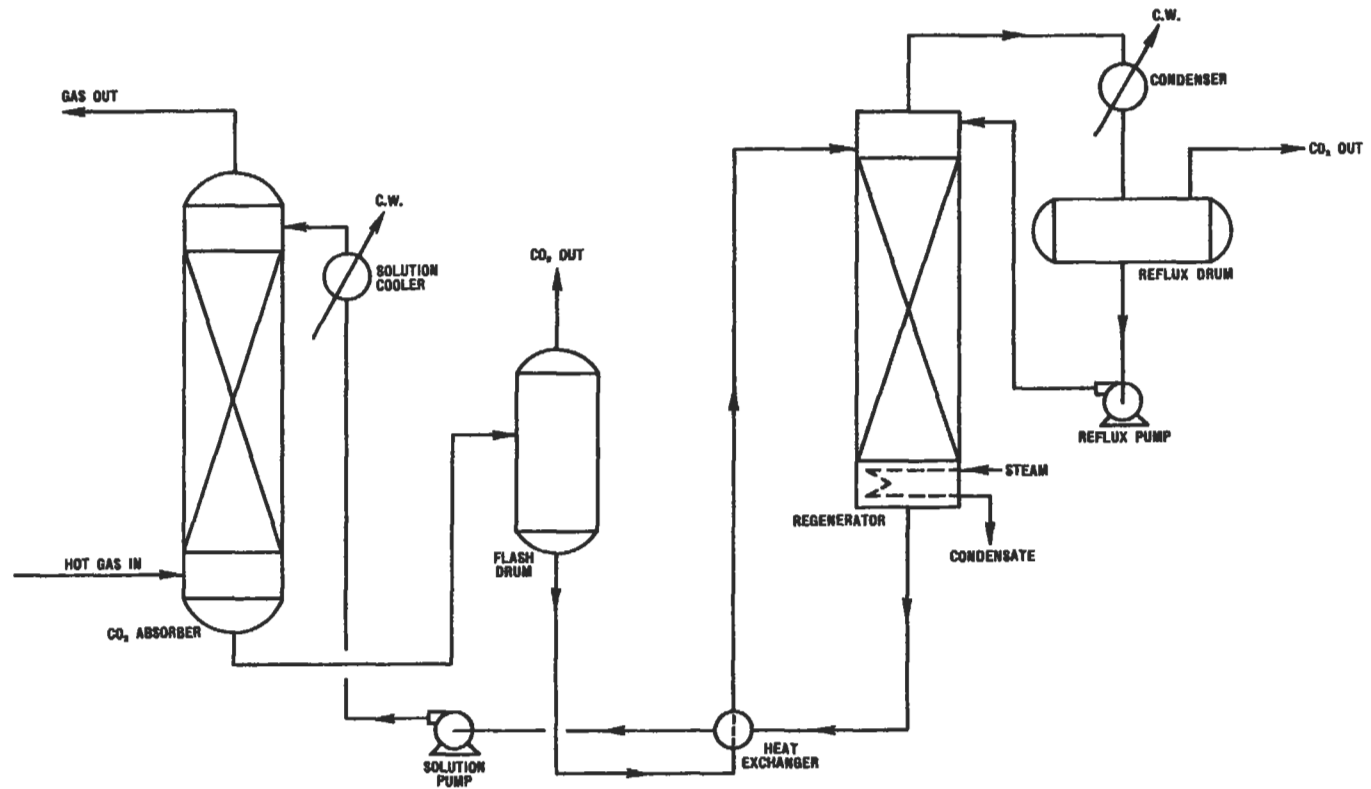 C.W.
CONDENSER
GAS OUT
CO₂ OUT
C.W.
SOLUTION
COOLER
CO₂ OUT
REFLUX DRUM
REFLUX PUMP
STEAM
REGENERATOR
CONDENSATE
FLASH
DRUM
HOT GAS IN
CO₂ ABSORBER
HEAT
EXCHANGER
SOLUTION
PUMP